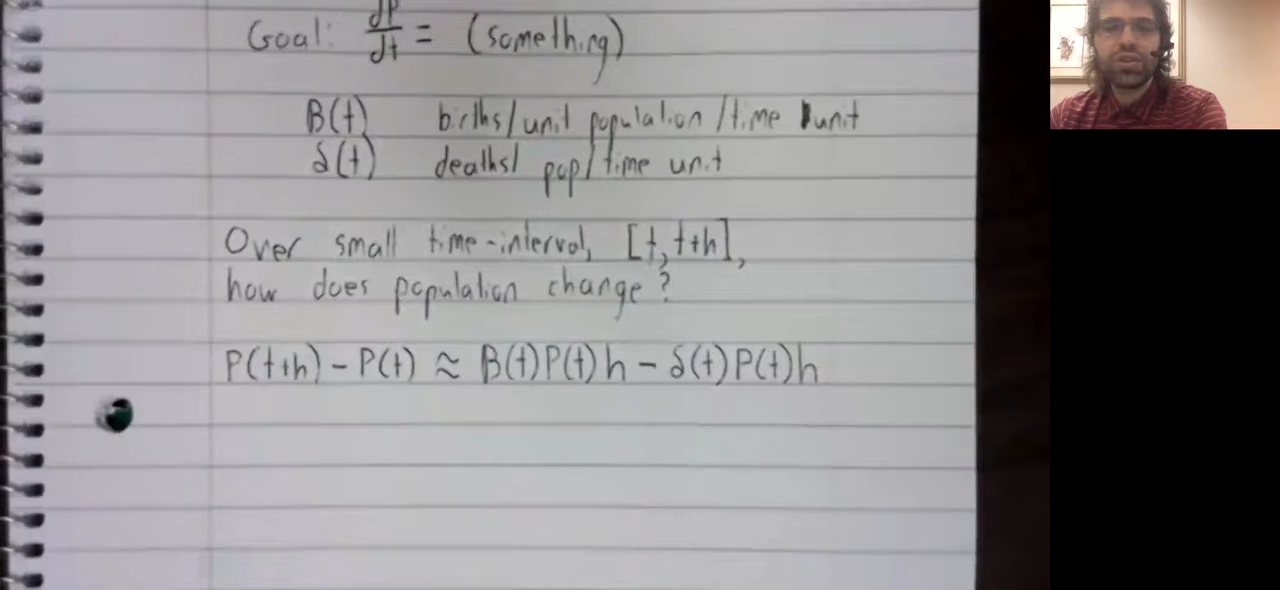 Goal: dP/dt = (something)
B(t) births/unit population/time unit
δ(t) deaths/pop/time unit
Over small time-interval, [t, t+h],
how does population change?
P(t+h) - P(t) ≈ B(t)P(t)h - δ(t)P(t)h